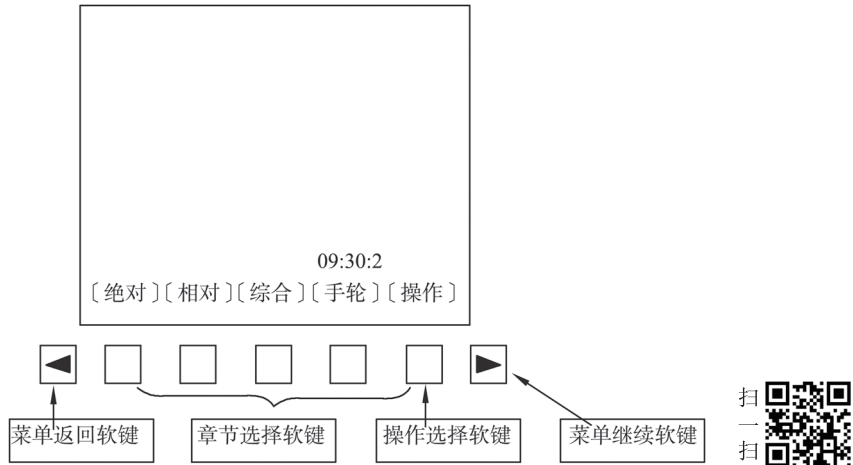 09:30:2
〔绝对〕〔相对〕〔综合〕〔手轮〕〔操作〕
菜单返回软键 章节选择软键 操作选择软键 菜单继续软键
扫
一
扫